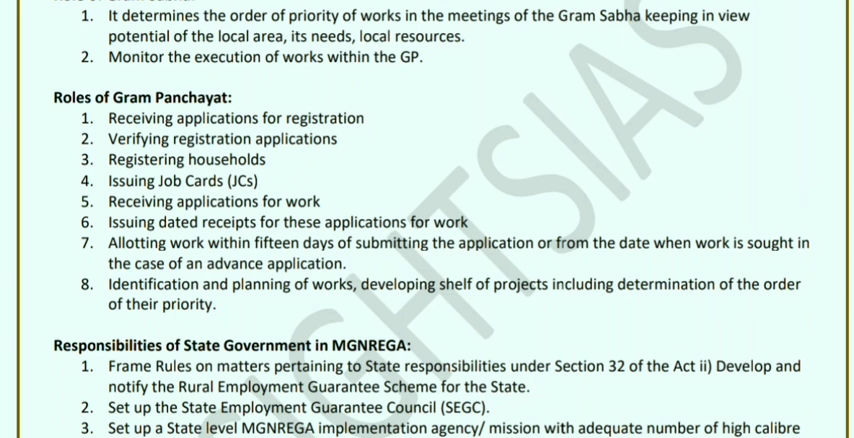 1. It determines the order of priority of works in the meetings of the Gram Sabha keeping in view
potential of the local area, its needs, local resources.
2. Monitor the execution of works within the GP.
Roles of Gram Panchayat:
1. Receiving applications for registration
2. Verifying registration applications
3. Registering households
4. Issuing Job Cards (JCs)
5. Receiving applications for work
6. Issuing dated receipts for these applications for work
7. Allotting work within fifteen days of submitting the application or from the date when work is sought in
the case of an advance application.
8. Identification and planning of works, developing shelf of projects including determination of the order
of their priority.
Responsibilities of State Government in MGNREGA:
1. Frame Rules on matters pertaining to State responsibilities under Section 32 of the Act ii) Develop and
notify the Rural Employment Guarantee Scheme for the State.
2. Set up the State Employment Guarantee Council (SEGC).
3. Set up a State level MGNREGA implementation agency/ mission with adequate number of high calibre
SIGHTSIAS